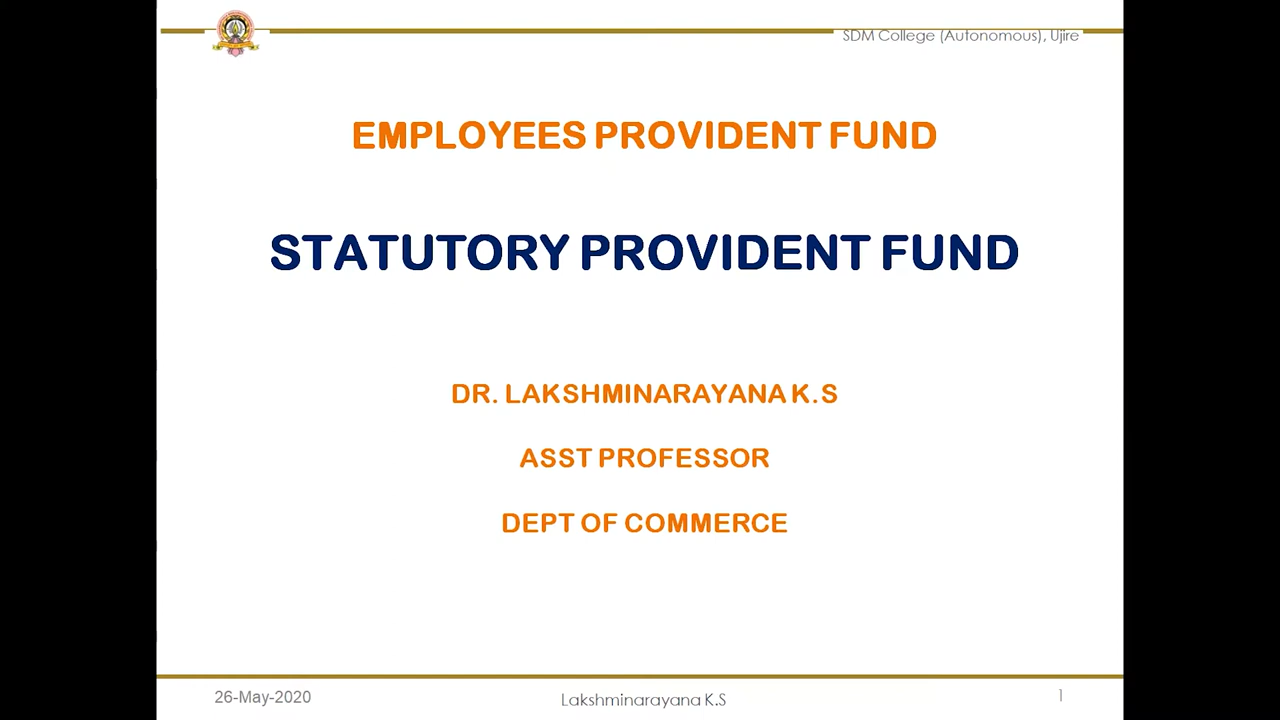 SDM College (Autonomous), Ujire
EMPLOYEES PROVIDENT FUND
STATUTORY PROVIDENT FUND
DR. LAKSHMINARAYANA K.S
ASST PROFESSOR
DEPT OF COMMERCE
26-May-2020
Lakshminarayana K.S
1